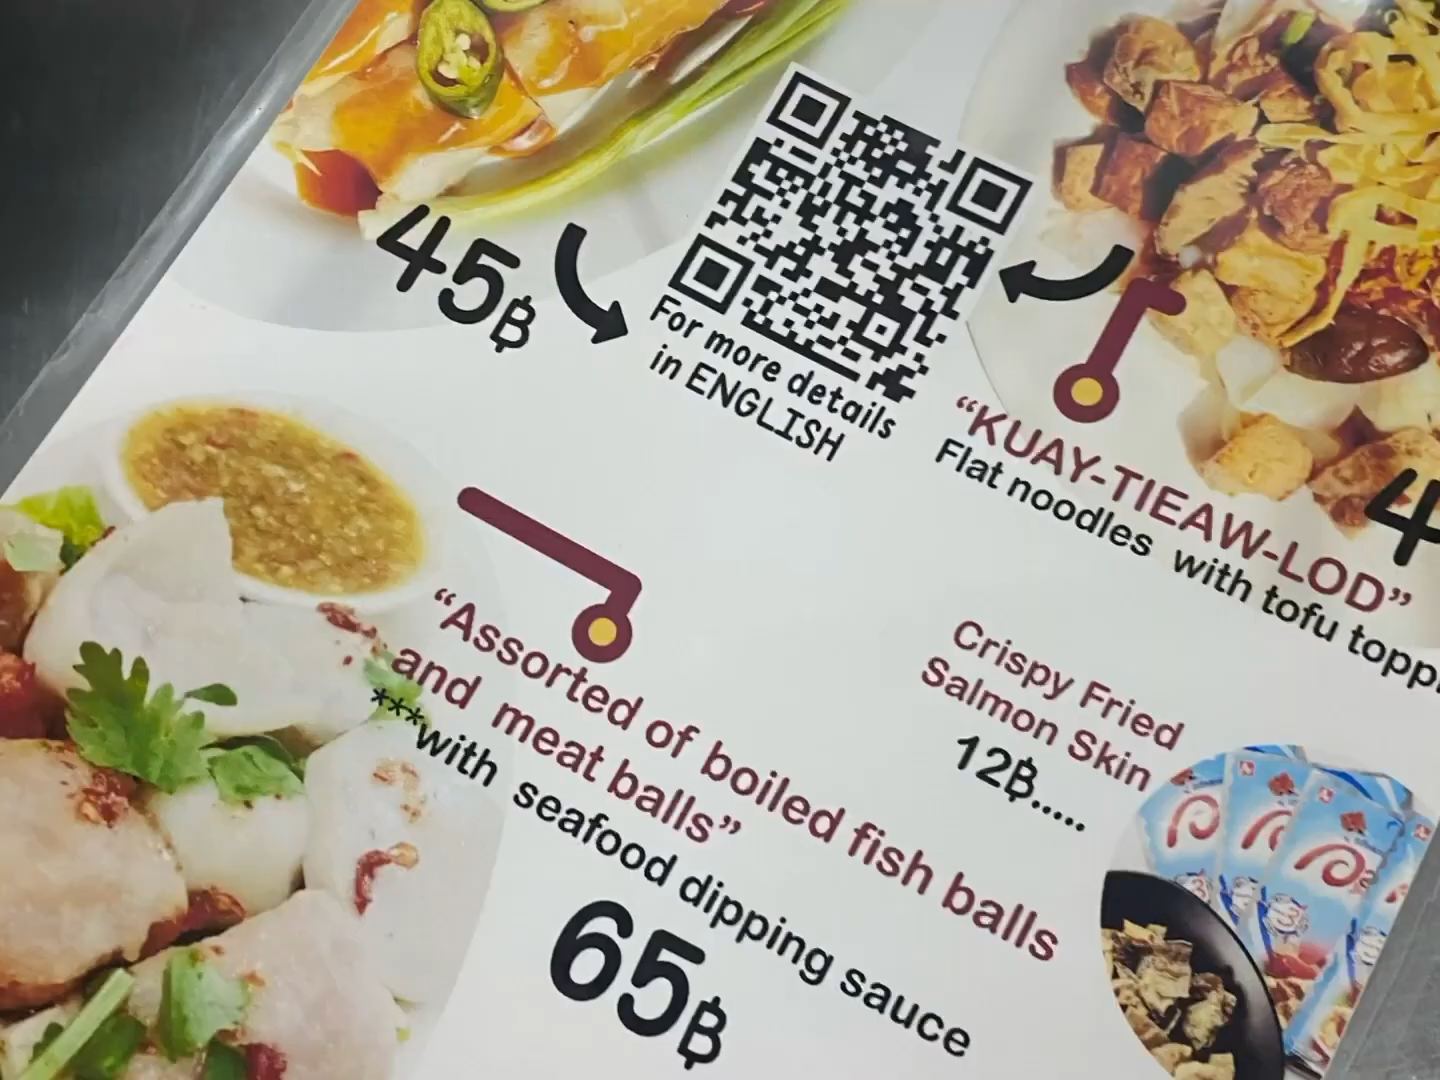 45฿
For more details
in ENGLISH
“KUAY-TIEAW-LOD”
Flat noodles with tofu
4
“Assorted of boiled fish balls
and meat balls”
***with seafood dipping sauce
65฿
Crispy Fried
Salmon Skin
12฿.....